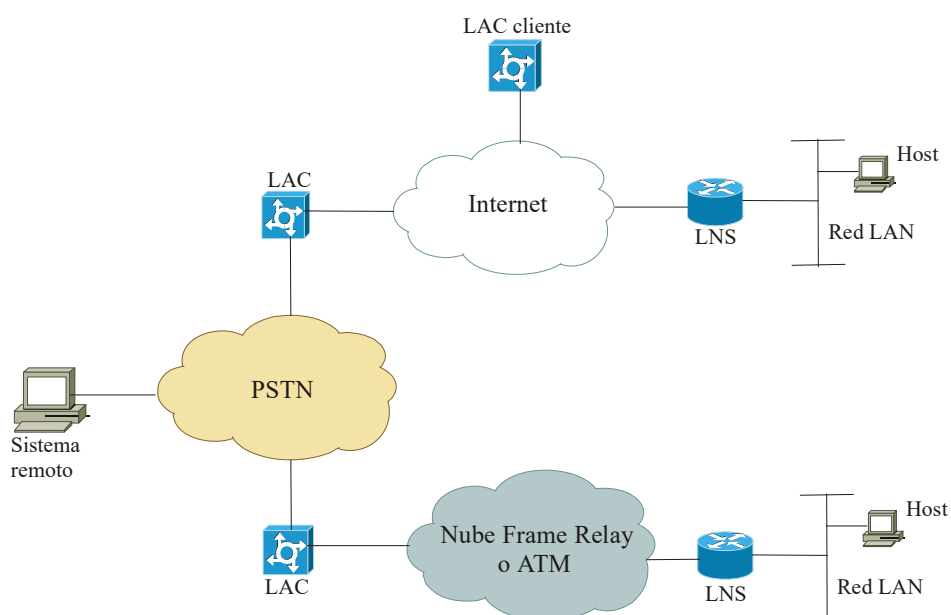 LAC cliente
Host
LAC
Internet
LNS
Red LAN
PSTN
Sistema
remoto
Nube Frame Relay
o ATM
Host
LAC
LNS
Red LAN